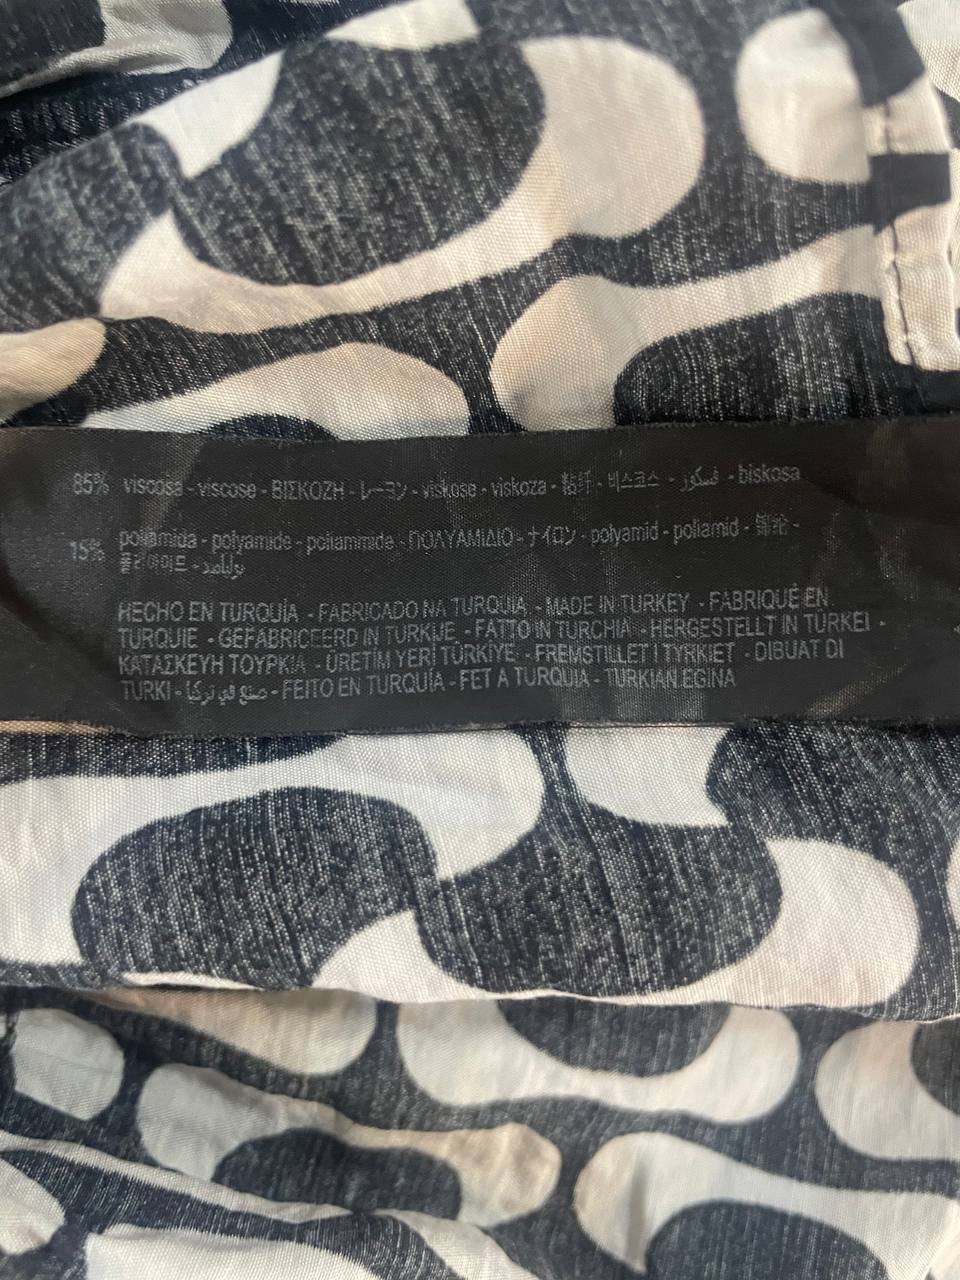 85% viscosa - viscose - ΒΙΣΚΟΖΗ - レーヨン - viskose - viskoza - 粘纤 - 비스코스 - فسكوز - biskosa
15% poliamida - polyamide - poliammide - ΠΟΛΥΑΜΙΔΙΟ - ナイロン - polyamid - poliamid - 锦纶 -
폴리아미드 - بوليأميد
HECHO EN TURQUÍA - FABRICADO NA TURQUIA - MADE IN TURKEY - FABRIQUÉ EN
TURQUIE - GEFABRICEERD IN TURKIJE - FATTO IN TURCHIA - HERGESTELLT IN TÜRKEI -
ΚΑΤΑΣΚΕΥΗ ΤΟΥΡΚΙΑ - ÜRETİM YERİ TÜRKİYE - FREMSTILLET I TYRKIET - DIBUAT DI
TURKI - صنع في تركيا - FEITO EN TURQUÍA - FET A TURQUIA - TURKIAN EGINA